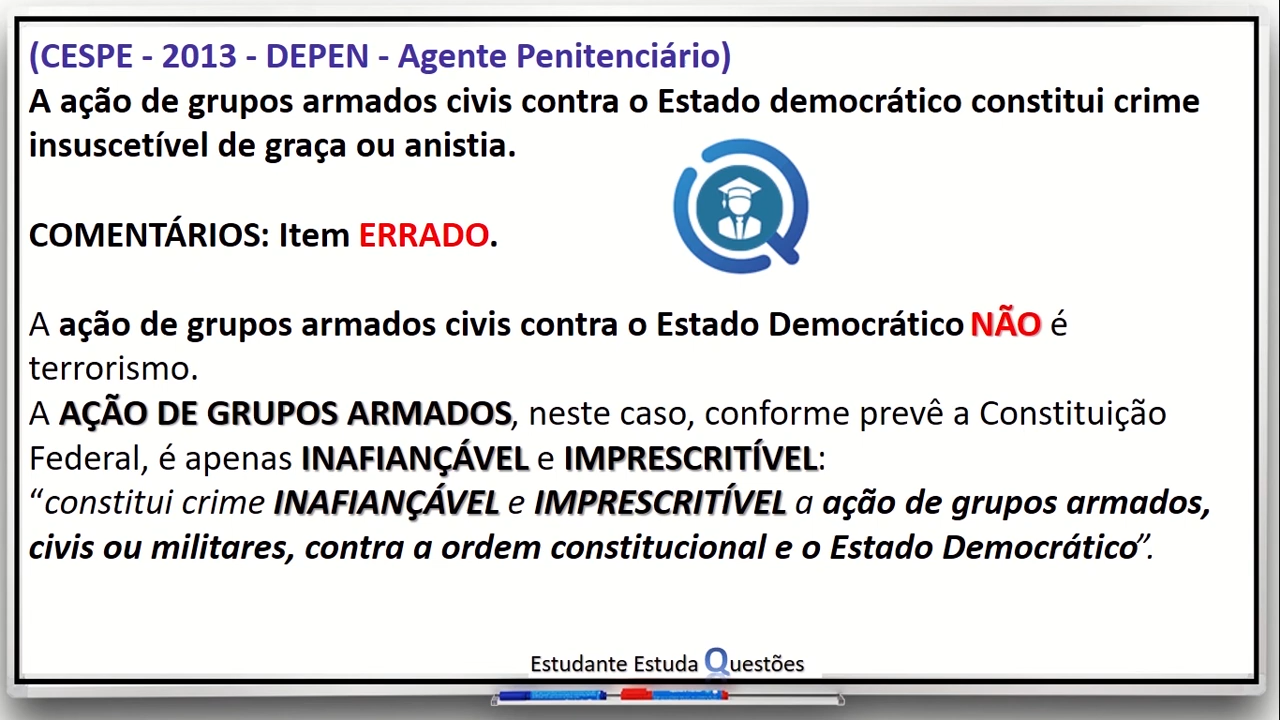 (CESPE - 2013 - DEPEN - Agente Penitenciário)
A ação de grupos armados civis contra o Estado democrático constitui crime
insuscetível de graça ou anistia.
COMENTÁRIOS: Item ERRADO.
A ação de grupos armados civis contra o Estado Democrático NÃO é
terrorismo.
A AÇÃO DE GRUPOS ARMADOS, neste caso, conforme prevê a Constituição
Federal, é apenas INAFIANÇÁVEL e IMPRESCRITÍVEL:
“constitui crime INAFIANÇÁVEL e IMPRESCRITÍVEL a ação de grupos armados,
civis ou militares, contra a ordem constitucional e o Estado Democrático”.
Estudante Estuda Questões